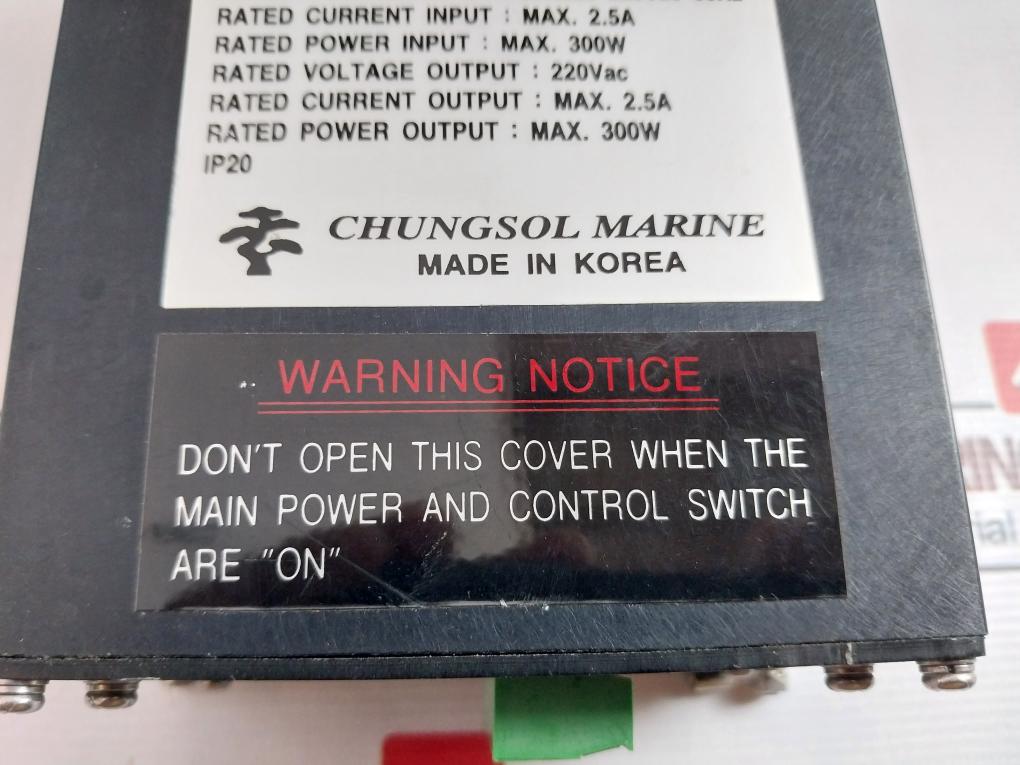 RATED CURRENT INPUT : MAX. 2.5A
RATED POWER INPUT : MAX. 300W
RATED VOLTAGE OUTPUT : 220Vac
RATED CURRENT OUTPUT : MAX. 2.5A
RATED POWER OUTPUT : MAX. 300W
IP20
CHUNGSOL MARINE
MADE IN KOREA
WARNING NOTICE
DON'T OPEN THIS COVER WHEN THE
MAIN POWER AND CONTROL SWITCH
ARE "ON"